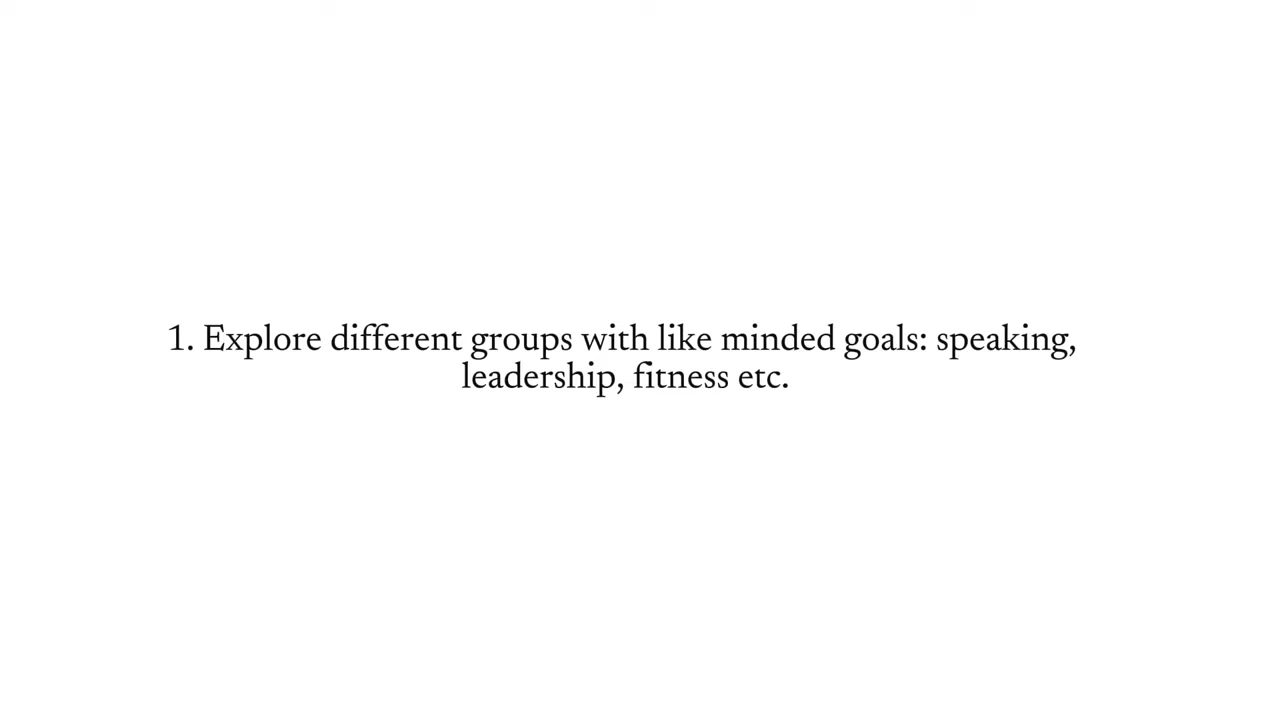 1. Explore different groups with like minded goals: speaking,
leadership, fitness etc.